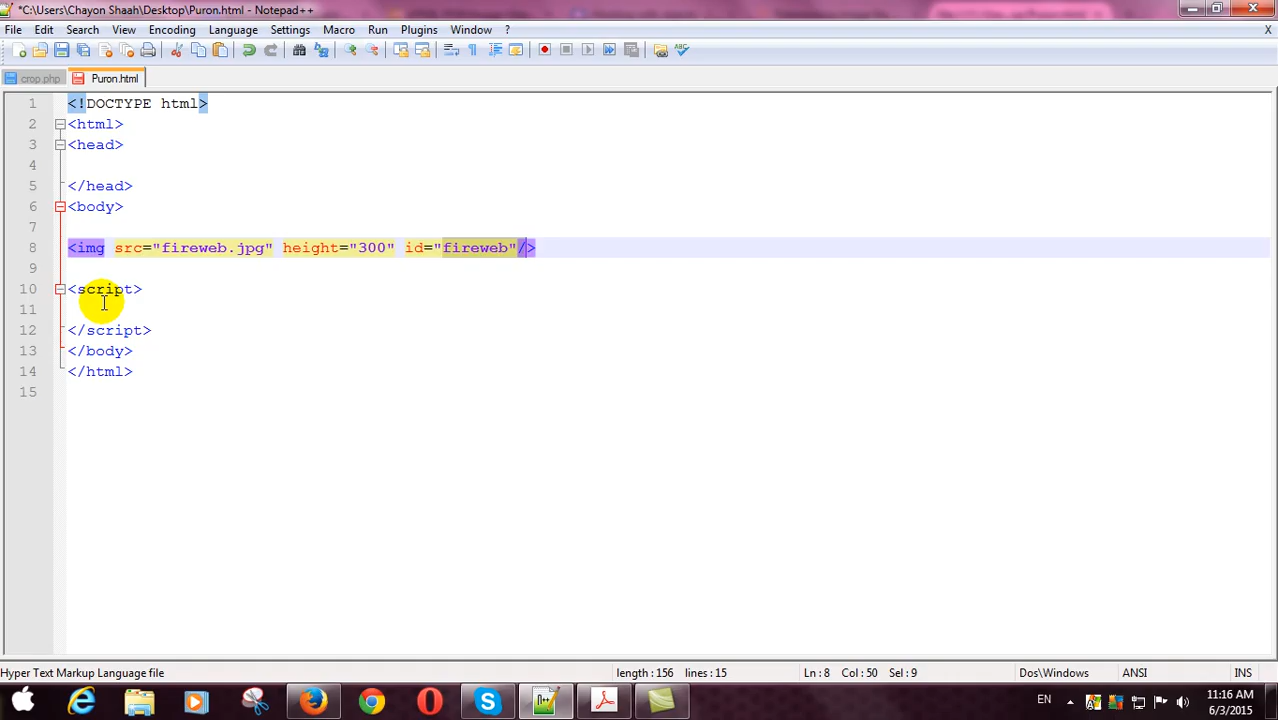 *C:\Users\Chayon Shaah\Desktop\Puron.html - Notepad++
File Edit Search View Encoding Language Settings Macro Run Plugins Window ? X
crop.php Puron.html
1 <!DOCTYPE html>
2 <html>
3 <head>
4
5 </head>
6 <body>
7
8 <img src="fireweb.jpg" height="300" id="fireweb"/>
9
10 <script>
11
12 </script>
13 </body>
14 </html>
15
Hyper Text Markup Language file length : 156 lines : 15 Ln : 8 Col : 50 Sel : 9 Dos\Windows ANSI INS
EN 11:16 AM
6/3/2015